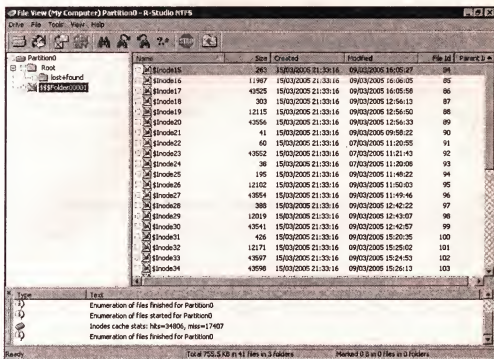 File View (My Computer) Partition0 - R-Studio NTFS
Drive File Tools View Help
Partition0
Root
lost+found
$$$Folder00001
Name Size Created Modified File Id Parent I
$Inode15 263 15/03/2005 21:33:16 09/03/2005 16:05:27 84
$Inode16 11987 15/03/2005 21:33:16 09/03/2005 16:06:05 85
$Inode17 43525 15/03/2005 21:33:16 09/03/2005 16:05:58 86
$Inode18 303 15/03/2005 21:33:16 09/03/2005 12:56:13 87
$Inode19 12115 15/03/2005 21:33:16 09/03/2005 12:56:50 88
$Inode20 43556 15/03/2005 21:33:16 09/03/2005 12:56:33 89
$Inode21 41 15/03/2005 21:33:16 09/03/2005 09:58:22 90
$Inode22 60 15/03/2005 21:33:16 07/03/2005 11:20:55 91
$Inode23 43552 15/03/2005 21:33:16 07/03/2005 11:21:43 92
$Inode24 38 15/03/2005 21:33:16 09/03/2005 11:20:06 93
$Inode25 195 15/03/2005 21:33:16 09/03/2005 11:48:22 94
$Inode26 12102 15/03/2005 21:33:16 09/03/2005 11:50:03 95
$Inode27 43554 15/03/2005 21:33:16 09/03/2005 11:49:46 96
$Inode28 388 15/03/2005 21:33:16 09/03/2005 12:42:22 97
$Inode29 12019 15/03/2005 21:33:16 09/03/2005 12:43:07 98
$Inode30 43541 15/03/2005 21:33:16 09/03/2005 12:42:57 99
$Inode31 426 15/03/2005 21:33:16 09/03/2005 15:20:35 100
$Inode32 12171 15/03/2005 21:33:16 09/03/2005 15:25:02 101
$Inode33 43597 15/03/2005 21:33:16 09/03/2005 15:24:53 102
$Inode34 43598 15/03/2005 21:33:16 09/03/2005 15:26:13 103
Type Text
Enumeration of files finished for Partition0
Enumeration of files started for Partition0
Inodes cache stats: hits=34806, miss=17407
Enumeration of files finished for Partition0
Ready Total 755.5 KB in 41 files in 3 folders Marked 0 B in 0 files in 0 folders